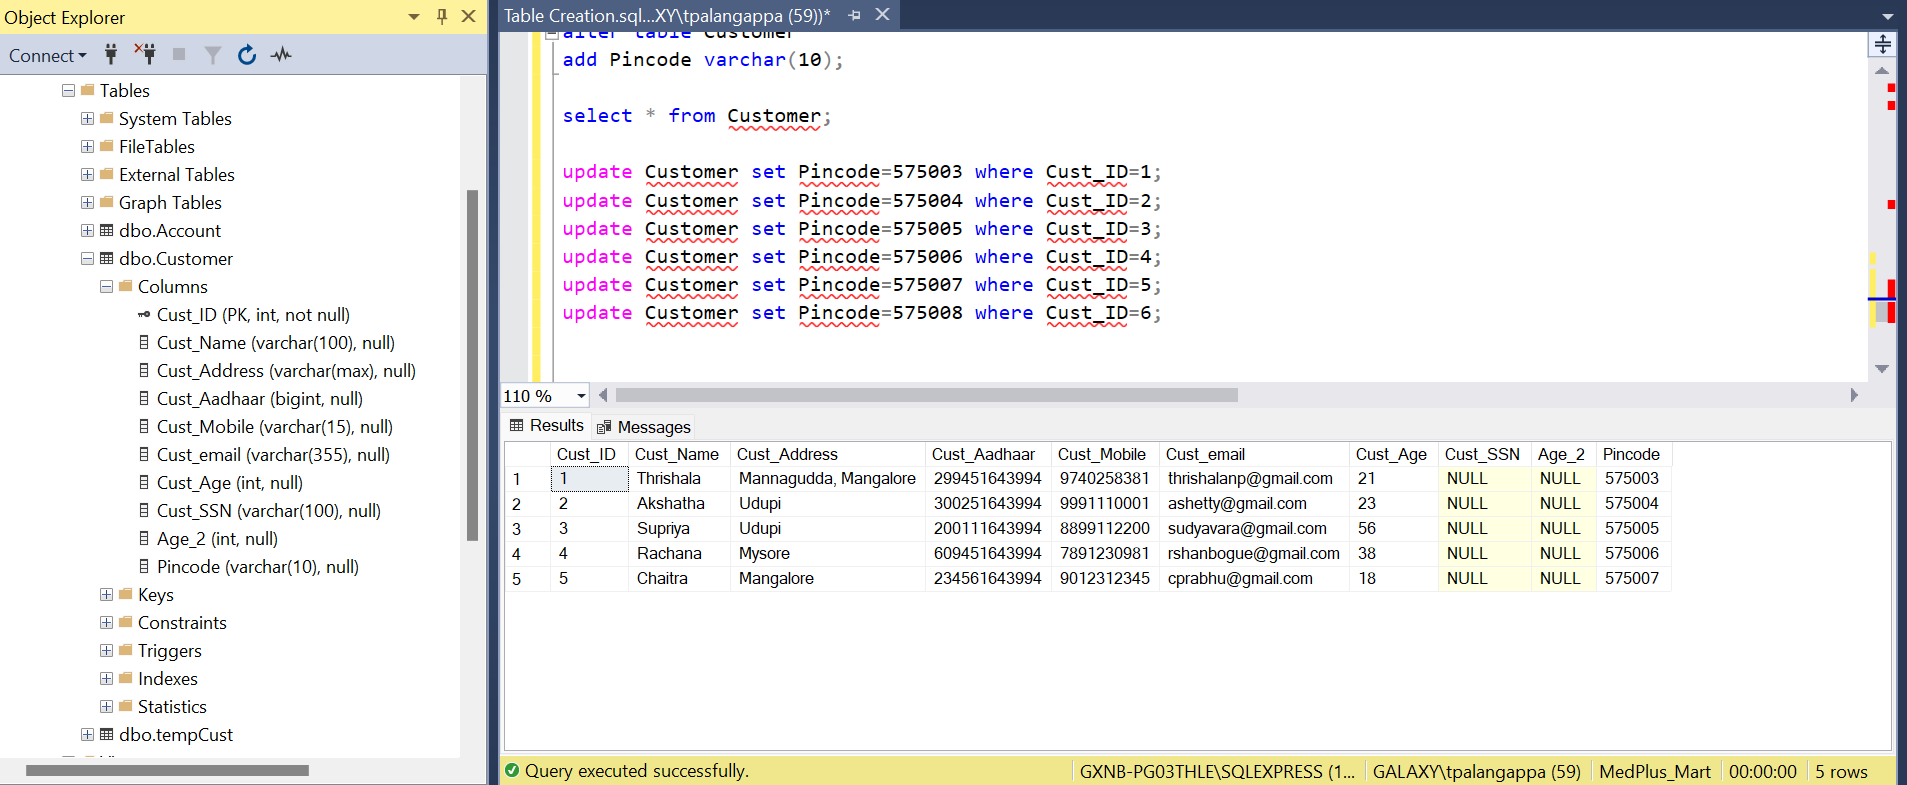 Object Explorer
Connect
Tables
System Tables
FileTables
External Tables
Graph Tables
dbo.Account
dbo.Customer
Columns
Cust_ID (PK, int, not null)
Cust_Name (varchar(100), null)
Cust_Address (varchar(max), null)
Cust_Aadhaar (bigint, null)
Cust_Mobile (varchar(15), null)
Cust_email (varchar(355), null)
Cust_Age (int, null)
Cust_SSN (varchar(100), null)
Age_2 (int, null)
Pincode (varchar(10), null)
Keys
Constraints
Triggers
Indexes
Statistics
dbo.tempCust
Table Creation.sql...XY\tpalangappa (59))*
alter table Customer
add Pincode varchar(10);
select * from Customer;
update Customer set Pincode=575003 where Cust_ID=1;
update Customer set Pincode=575004 where Cust_ID=2;
update Customer set Pincode=575005 where Cust_ID=3;
update Customer set Pincode=575006 where Cust_ID=4;
update Customer set Pincode=575007 where Cust_ID=5;
update Customer set Pincode=575008 where Cust_ID=6;
110 %
Results Messages
Cust_ID Cust_Name Cust_Address Cust_Aadhaar Cust_Mobile Cust_email Cust_Age Cust_SSN Age_2 Pincode
1 1 Thrishala Mannagudda, Mangalore 299451643994 9740258381 thrishalanp@gmail.com 21 NULL NULL 575003
2 2 Akshatha Udupi 300251643994 9991110001 ashetty@gmail.com 23 NULL NULL 575004
3 3 Supriya Udupi 200111643994 8899112200 sudyavara@gmail.com 56 NULL NULL 575005
4 4 Rachana Mysore 609451643994 7891230981 rshanbogue@gmail.com 38 NULL NULL 575006
5 5 Chaitra Mangalore 234561643994 9012312345 cprabhu@gmail.com 18 NULL NULL 575007
Query executed successfully. GXNB-PG03THLE\SQLEXPRESS (1... GALAXY\tpalangappa (59) MedPlus_Mart 00:00:00 5 rows